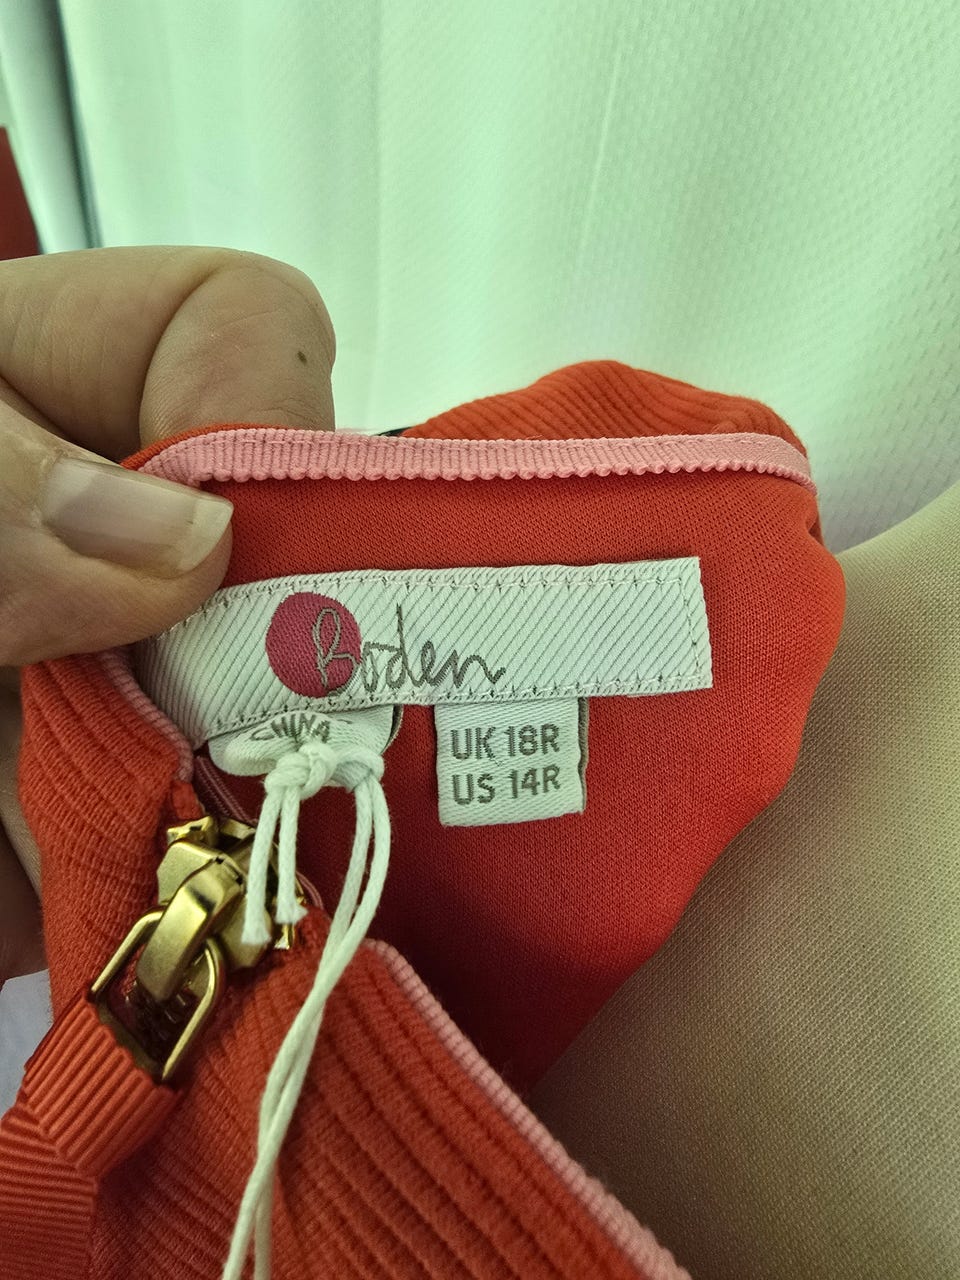 Boden
CHINA
UK 18R
US 14R